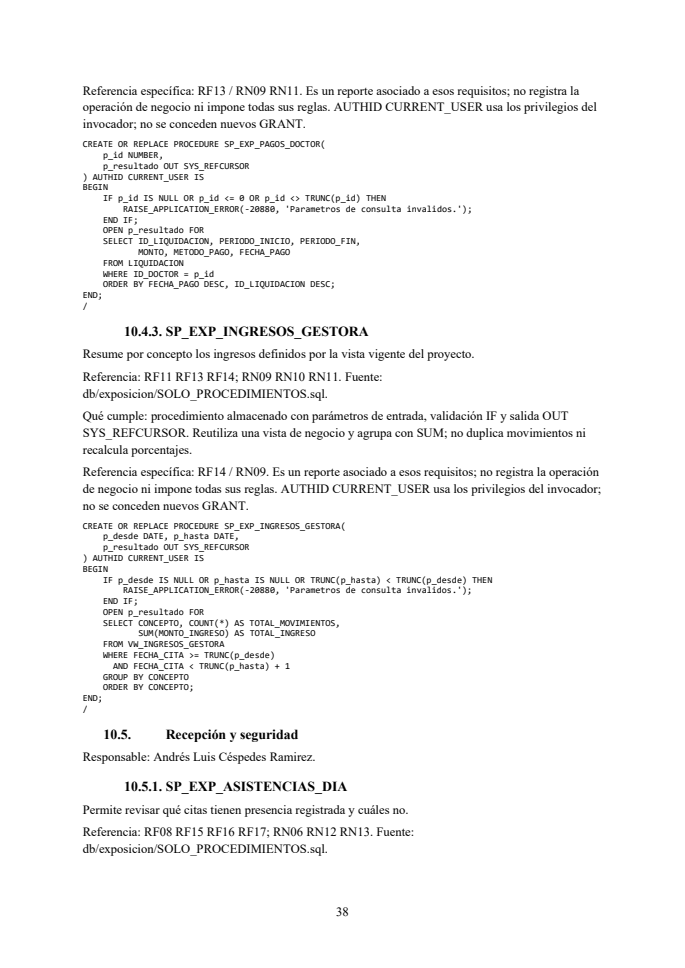 Referencia específica: RF13 / RN09 RN11. Es un reporte asociado a esos requisitos; no registra la
operación de negocio ni impone todas sus reglas. AUTHID CURRENT_USER usa los privilegios del
invocador; no se conceden nuevos GRANT.
CREATE OR REPLACE PROCEDURE SP_EXP_PAGOS_DOCTOR(
    p_id NUMBER,
    p_resultado OUT SYS_REFCURSOR
) AUTHID CURRENT_USER IS
BEGIN
    IF p_id IS NULL OR p_id <= 0 OR p_id <> TRUNC(p_id) THEN
        RAISE_APPLICATION_ERROR(-20880, 'Parametros de consulta invalidos.');
    END IF;
    OPEN p_resultado FOR
    SELECT ID_LIQUIDACION, PERIODO_INICIO, PERIODO_FIN,
           MONTO, METODO_PAGO, FECHA_PAGO
    FROM LIQUIDACION
    WHERE ID_DOCTOR = p_id
    ORDER BY FECHA_PAGO DESC, ID_LIQUIDACION DESC;
END;
/
10.4.3. SP_EXP_INGRESOS_GESTORA
Resume por concepto los ingresos definidos por la vista vigente del proyecto.
Referencia: RF11 RF13 RF14; RN09 RN10 RN11. Fuente:
db/exposicion/SOLO_PROCEDIMIENTOS.sql.
Qué cumple: procedimiento almacenado con parámetros de entrada, validación IF y salida OUT
SYS_REFCURSOR. Reutiliza una vista de negocio y agrupa con SUM; no duplica movimientos ni
recalcula porcentajes.
Referencia específica: RF14 / RN09. Es un reporte asociado a esos requisitos; no registra la operación
de negocio ni impone todas sus reglas. AUTHID CURRENT_USER usa los privilegios del invocador;
no se conceden nuevos GRANT.
CREATE OR REPLACE PROCEDURE SP_EXP_INGRESOS_GESTORA(
    p_desde DATE, p_hasta DATE,
    p_resultado OUT SYS_REFCURSOR
) AUTHID CURRENT_USER IS
BEGIN
    IF p_desde IS NULL OR p_hasta IS NULL OR TRUNC(p_hasta) < TRUNC(p_desde) THEN
        RAISE_APPLICATION_ERROR(-20880, 'Parametros de consulta invalidos.');
    END IF;
    OPEN p_resultado FOR
    SELECT CONCEPTO, COUNT(*) AS TOTAL_MOVIMIENTOS,
           SUM(MONTO_INGRESO) AS TOTAL_INGRESO
    FROM VW_INGRESOS_GESTORA
    WHERE FECHA_CITA >= TRUNC(p_desde)
      AND FECHA_CITA < TRUNC(p_hasta) + 1
    GROUP BY CONCEPTO
    ORDER BY CONCEPTO;
END;
/
10.5. Recepción y seguridad
Responsable: Andrés Luis Céspedes Ramirez.
10.5.1. SP_EXP_ASISTENCIAS_DIA
Permite revisar qué citas tienen presencia registrada y cuáles no.
Referencia: RF08 RF15 RF16 RF17; RN06 RN12 RN13. Fuente:
db/exposicion/SOLO_PROCEDIMIENTOS.sql.
38